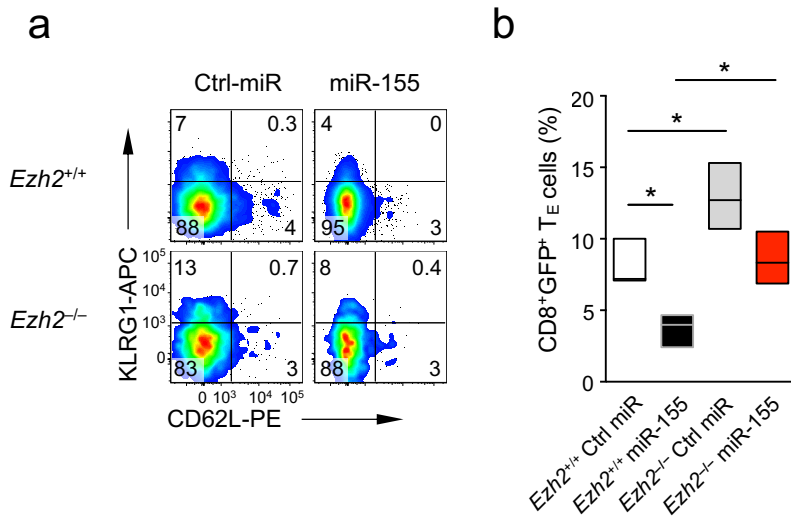 a
b
Ctrl-miR
miR-155
Ezh2+/+
Ezh2–/–
7
0.3
88
4
4
0
95
3
13
0.7
83
3
8
0.4
88
3
KLRG1-APC
10⁵
10⁴
10³
0
0 10³ 10⁴ 10⁵
CD62L-PE
CD8+GFP+ TE cells (%)
20
15
10
5
0
*
*
*
Ezh2+/+ Ctrl miR
Ezh2+/+ miR-155
Ezh2–/– Ctrl miR
Ezh2–/– miR-155